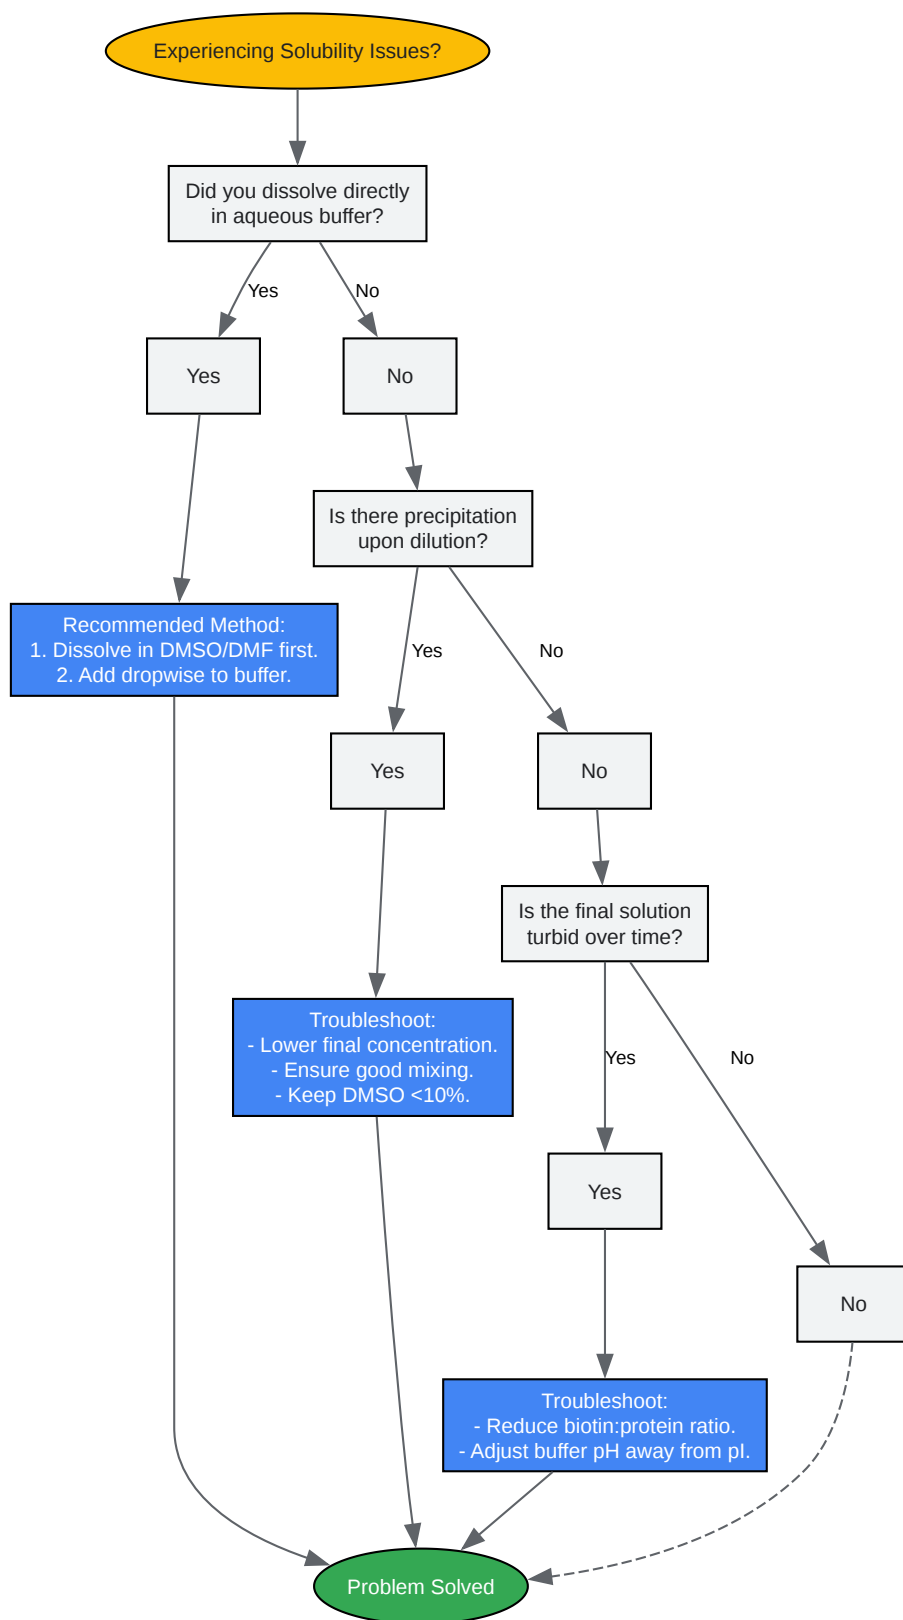 Experiencing Solubility Issues?
Did you dissolve directly
in aqueous buffer?
Yes
No
Yes
No
Is there precipitation
upon dilution?
Recommended Method:
1. Dissolve in DMSO/DMF first.
2. Add dropwise to buffer.
Yes
No
Yes
No
Is the final solution
turbid over time?
Troubleshoot:
- Lower final concentration.
- Ensure good mixing.
- Keep DMSO <10%.
Yes
No
Yes
No
Troubleshoot:
- Reduce biotin:protein ratio.
- Adjust buffer pH away from pI.
Problem Solved